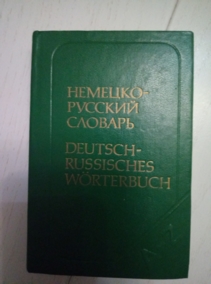 НЕМЕЦКО-
РУССКИЙ
СЛОВАРЬ
DEUTSCH-
RUSSISCHES
WÖRTERBUCH